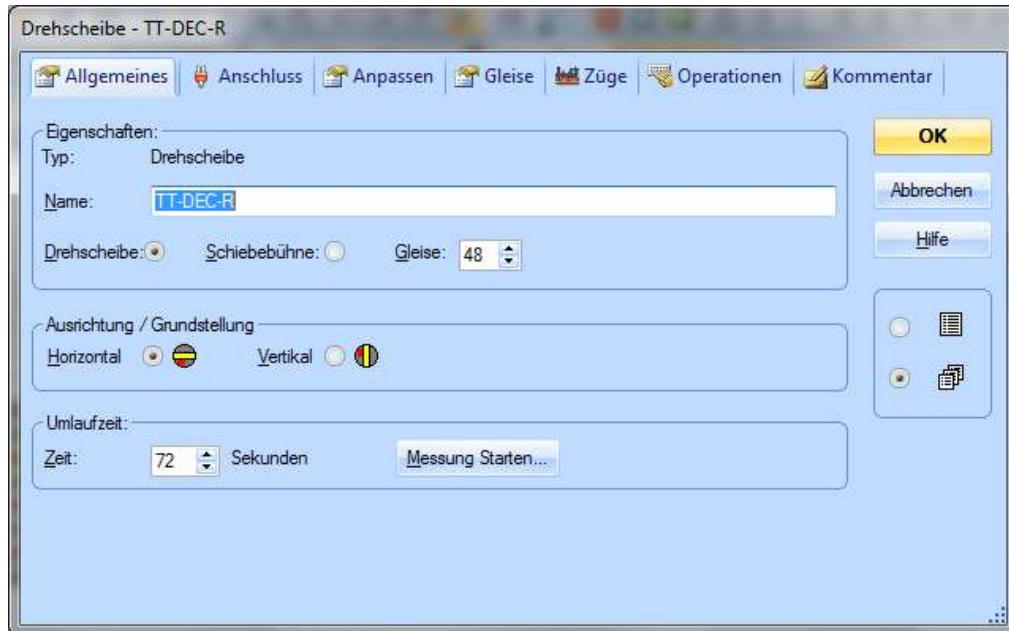 Drehscheibe - TT-DEC-R
Allgemeines Anschluss Anpassen Gleise Züge Operationen Kommentar
Eigenschaften:
Typ: Drehscheibe
Name: TT-DEC-R
Drehscheibe: Schiebebühne: Gleise: 48
Ausrichtung / Grundstellung
Horizontal Vertikal
Umlaufzeit:
Zeit: 72 Sekunden Messung Starten...
OK
Abbrechen
Hilfe